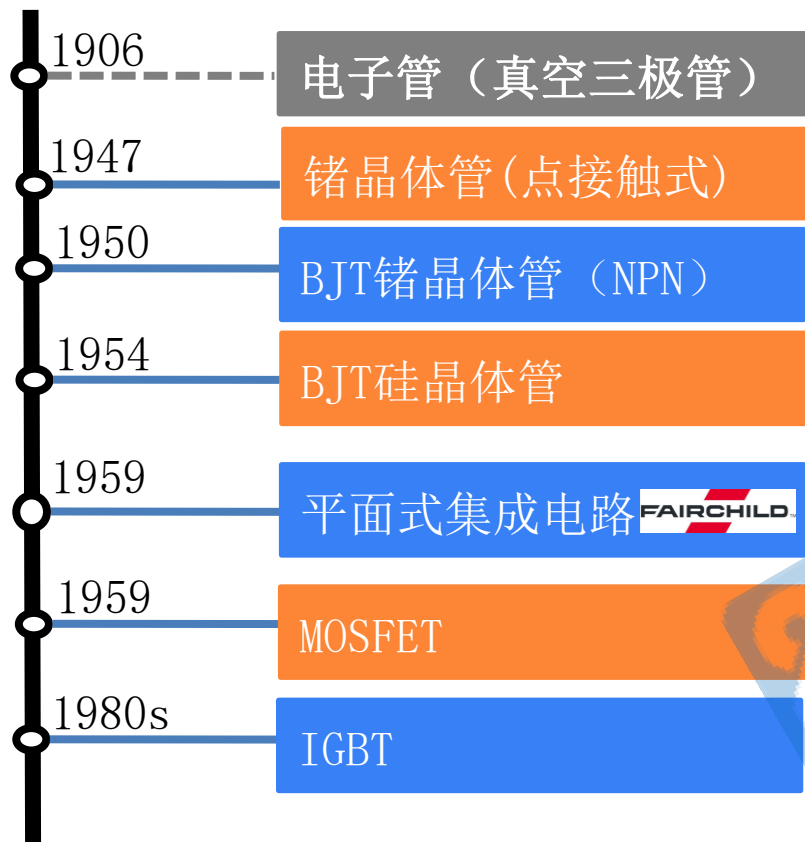 1906
电子管（真空三极管）
1947
锗晶体管(点接触式)
1950
BJT锗晶体管（NPN）
1954
BJT硅晶体管
1959
平面式集成电路 FAIRCHILD™
1959
MOSFET
1980s
IGBT